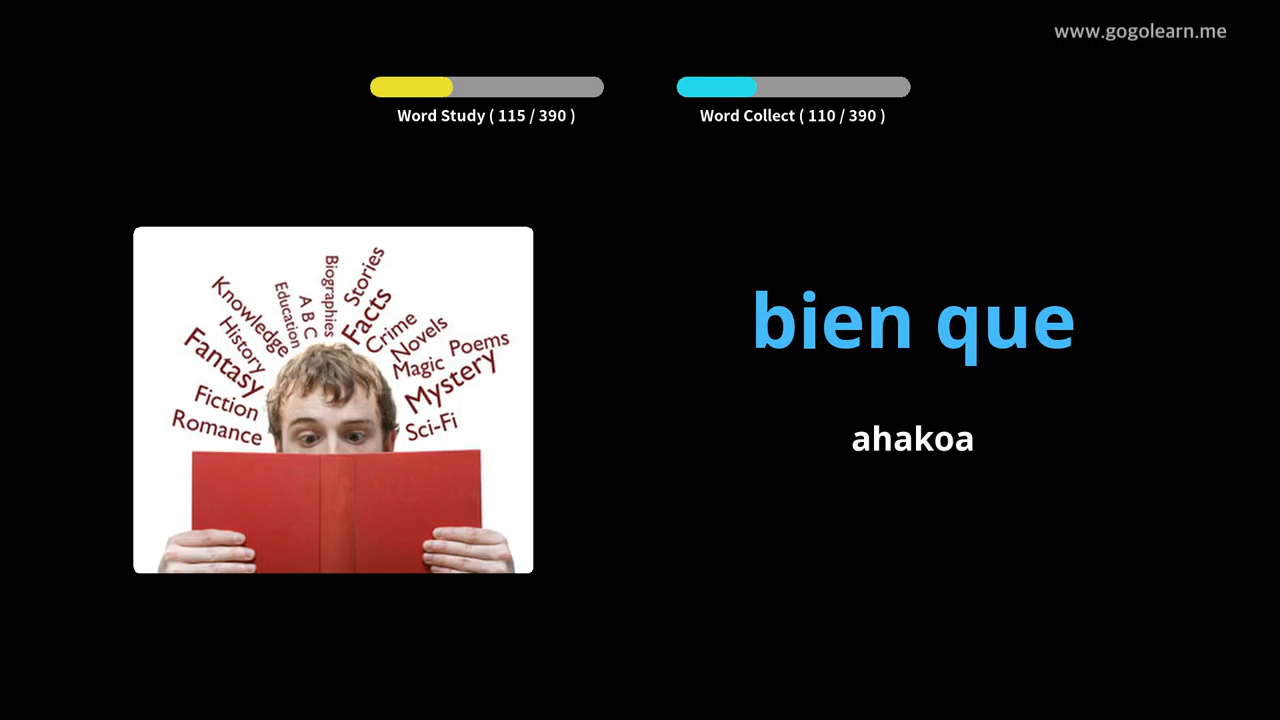 www.gogolearn.me
Word Study ( 115 / 390 )
Word Collect ( 110 / 390 )
Biographies
Stories
Education
A B C
Facts
Knowledge
Crime
History
Novels
Poems
Fantasy
Magic
Mystery
Fiction
Romance
Sci-Fi
bien que
ahakoa